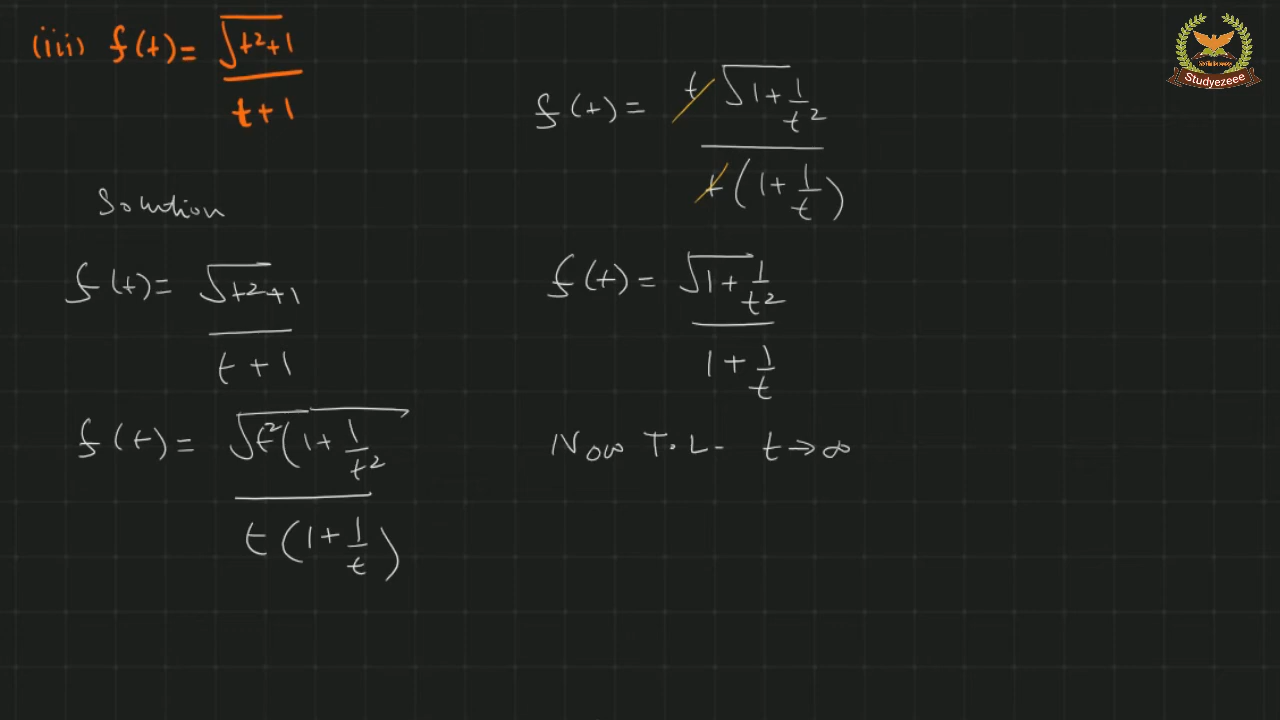 (iii) f(t) = √t²+1 / t+1
Solution
f(t) = √t²+1 / t+1
f(t) = √t²(1+1/t² / t(1+1/t)
f(t) = t√1+1/t² / t(1+1/t)
f(t) = √1+1/t² / 1+1/t
Now T.L- t→∞
Studyezeee